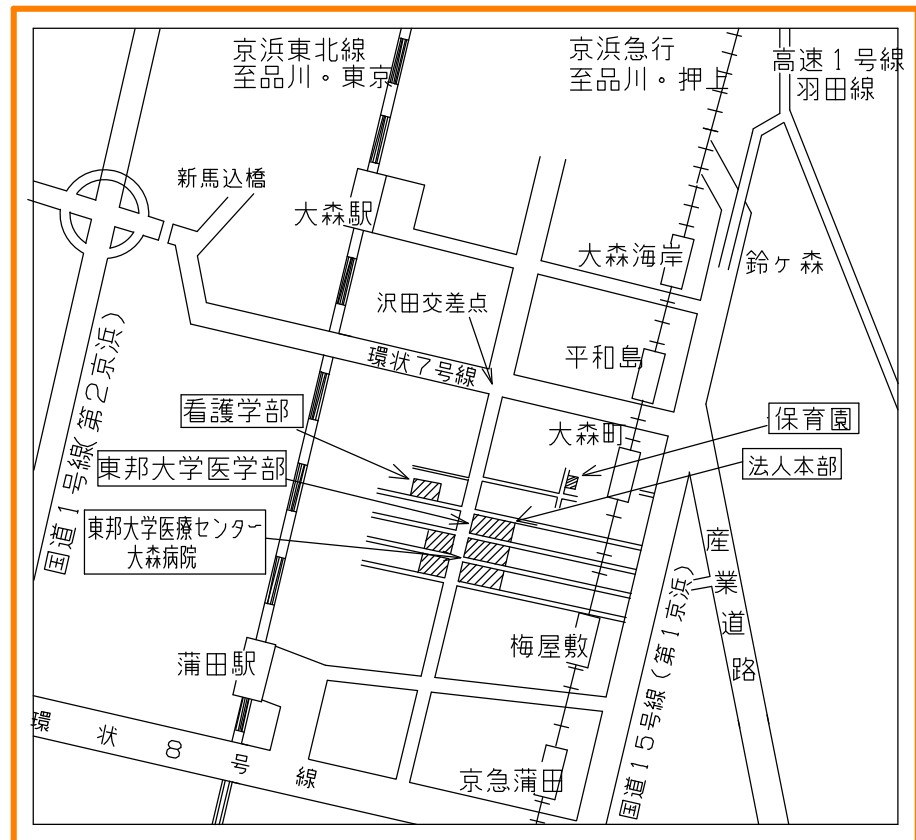 京浜東北線
至品川・東京
京浜急行
至品川・押上
高速1号線
羽田線
新馬込橋
大森駅
大森海岸
鈴ヶ森
沢田交差点
環状7号線
平和島
国道1号線(第2京浜)
看護学部
大森町
保育園
東邦大学医学部
法人本部
東邦大学医療センター
大森病院
産業道路
梅屋敷
蒲田駅
国道15号線(第1京浜)
環状8号線
京急蒲田